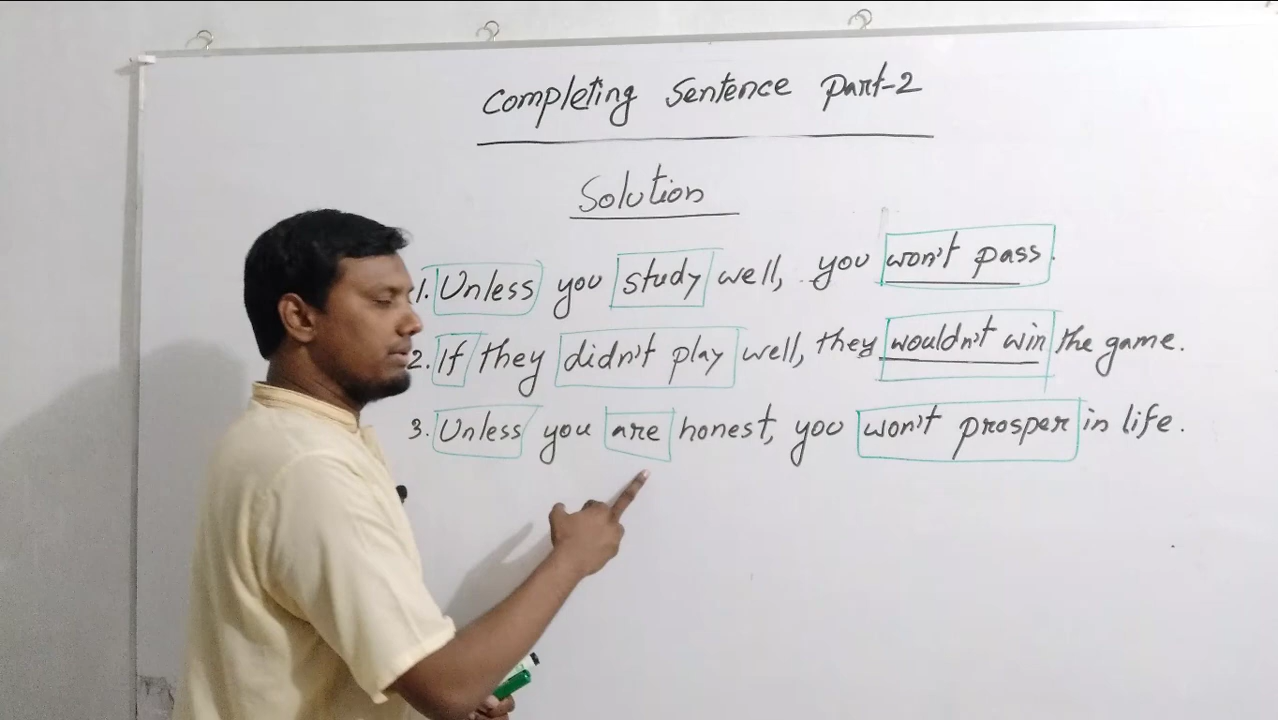 Completing Sentence Part-2
Solution
1. Unless you study well, you won't pass.
2. If they didn't play well, they wouldn't win the game.
3. Unless you are honest, you won't prosper in life.